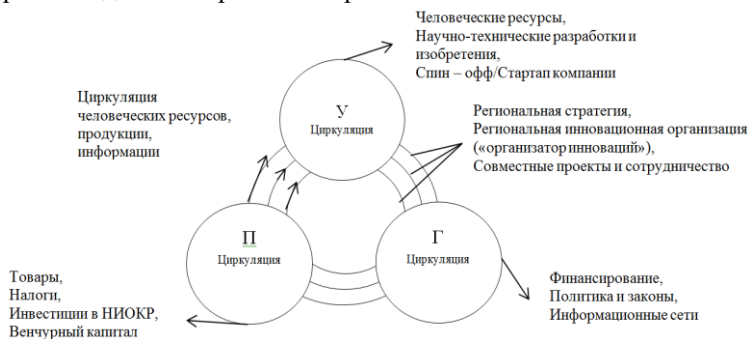 Человеческие ресурсы,
Научно-технические разработки и
изобретения,
Спин – офф/Стартап компании
Циркуляция
человеческих ресурсов,
продукции,
информации
У
Циркуляция
Региональная стратегия,
Региональная инновационная организация
(«организатор инноваций»),
Совместные проекты и сотрудничество
П
Циркуляция
Г
Циркуляция
Товары,
Налоги,
Инвестиции в НИОКР,
Венчурный капитал
Финансирование,
Политика и законы,
Информационные сети